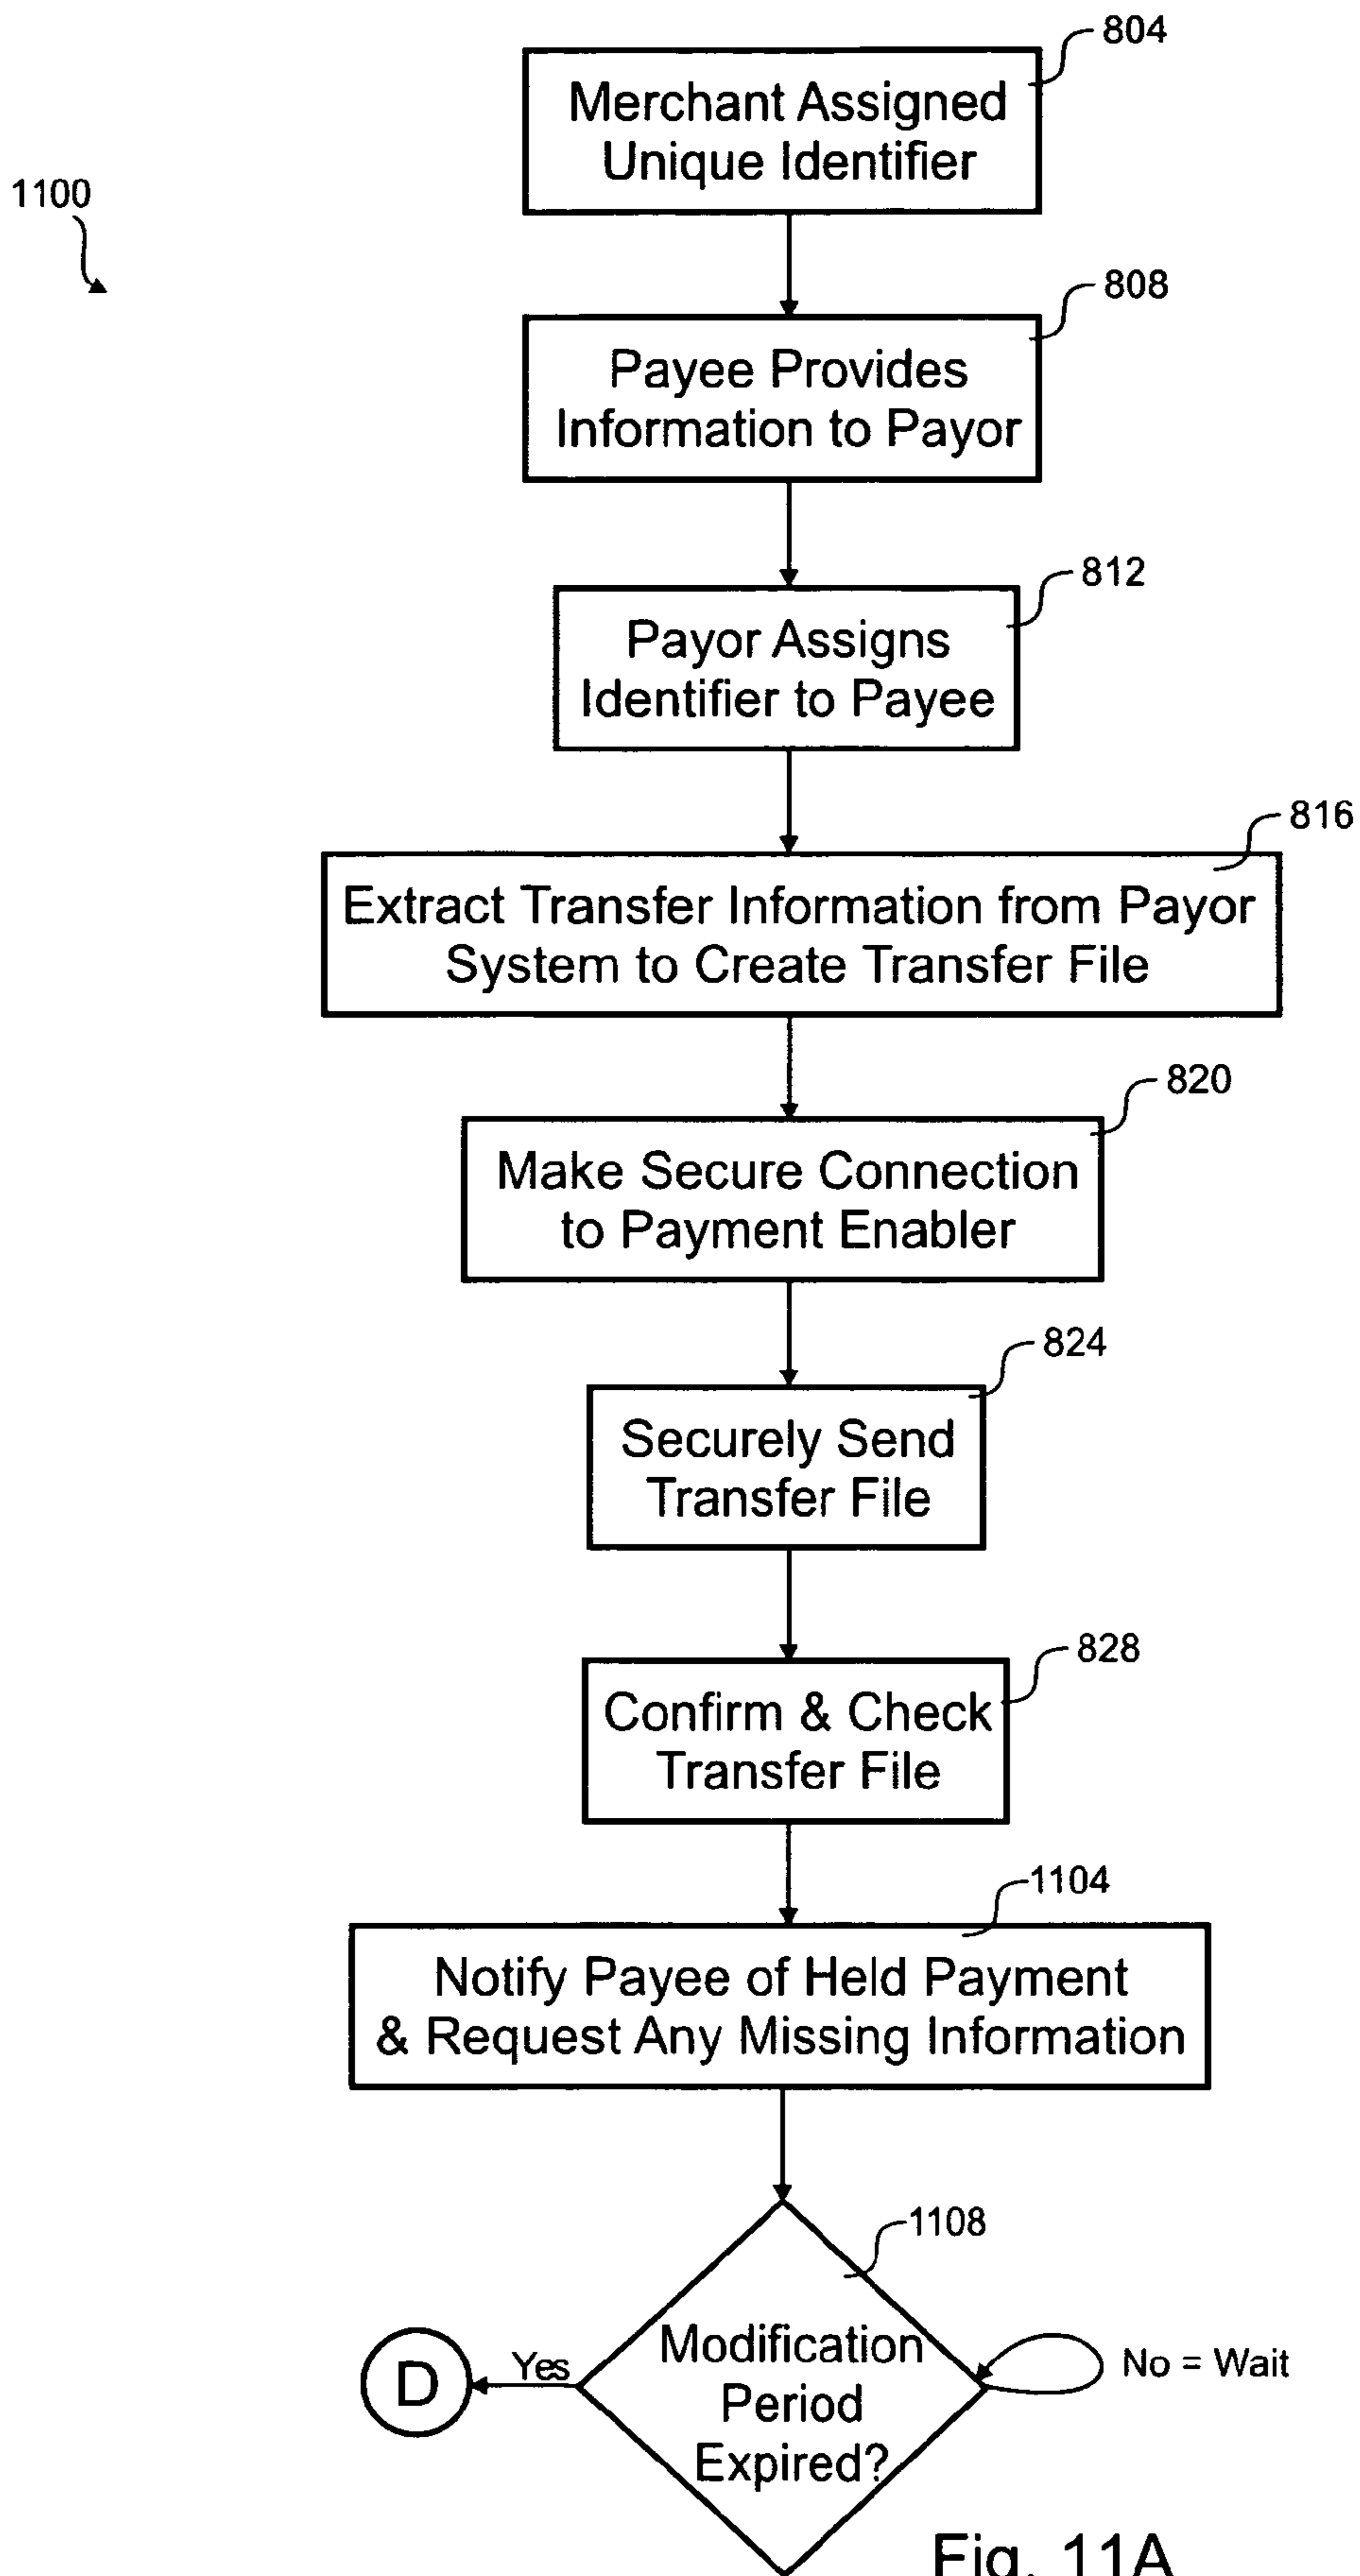 804
Merchant Assigned
Unique Identifier
1100
808
Payee Provides
Information to Payor
812
Payor Assigns
Identifier to Payee
816
Extract Transfer Information from Payor
System to Create Transfer File
820
Make Secure Connection
to Payment Enabler
824
Securely Send
Transfer File
828
Confirm & Check
Transfer File
1104
Notify Payee of Held Payment
& Request Any Missing Information
1108
Modification
Period
Expired?
Yes
D
No = Wait
Fig. 11A